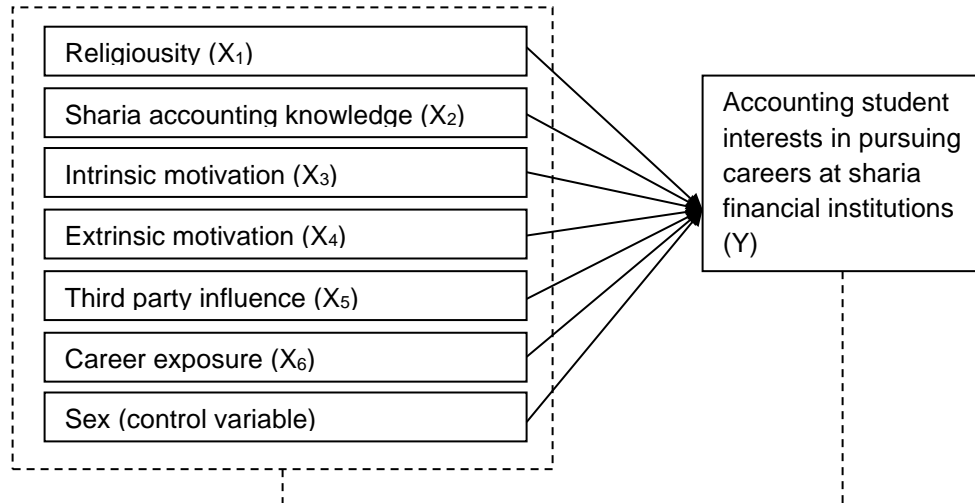 Religiousity (X₁)
Sharia accounting knowledge (X₂)
Intrinsic motivation (X₃)
Extrinsic motivation (X₄)
Third party influence (X₅)
Career exposure (X₆)
Sex (control variable)
Accounting student
interests in pursuing
careers at sharia
financial institutions
(Y)